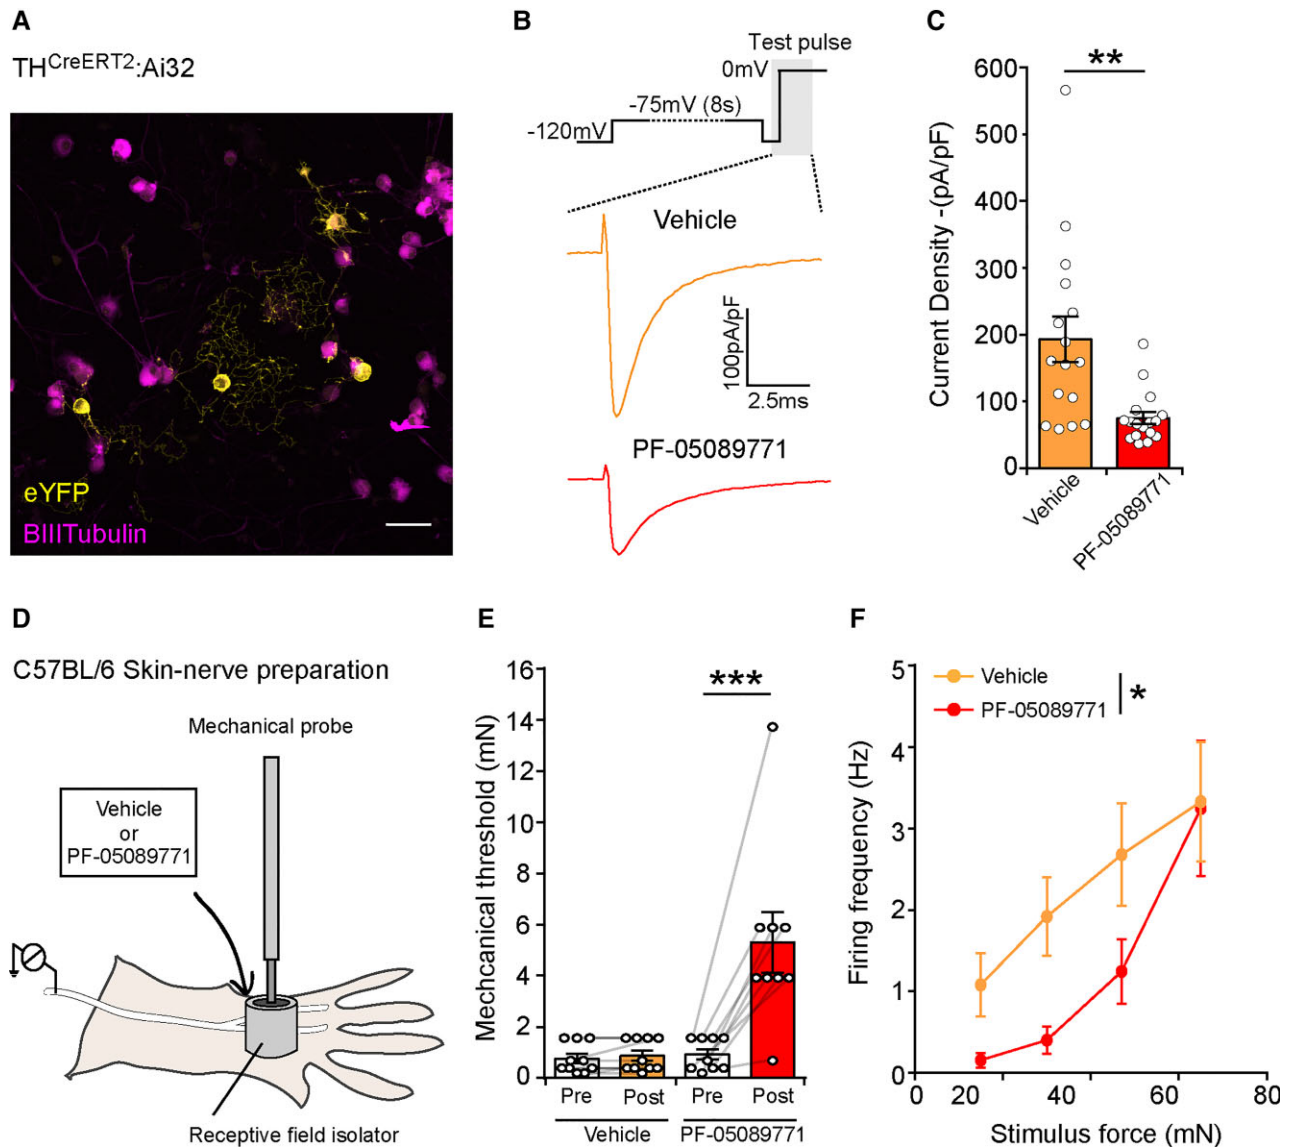 A
TH^CreERT2:Ai32
eYFP
BIIITubulin
B
Test pulse
0mV
-75mV (8s)
-120mV
Vehicle
100pA/pF
2.5ms
PF-05089771
C
**
Current Density -(pA/pF)
600
500
400
300
200
100
0
Vehicle
PF-05089771
D
C57BL/6 Skin-nerve preparation
Mechanical probe
Vehicle
or
PF-05089771
Receptive field isolator
E
***
Mechcanical threshold (mN)
16
14
12
10
8
6
4
2
0
Pre
Post
Pre
Post
Vehicle
PF-05089771
F
Vehicle
PF-05089771
*
Firing frequency (Hz)
5
4
3
2
1
0
0
20
40
60
80
Stimulus force (mN)